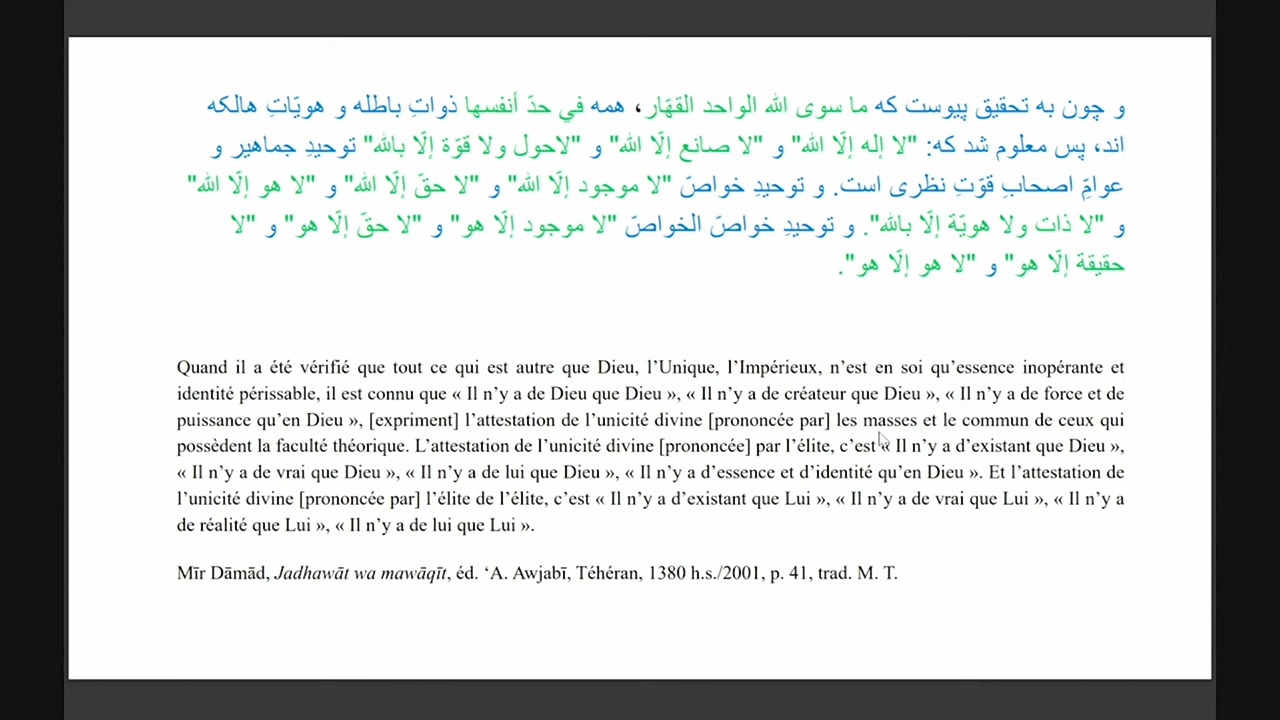 و چون به تحقیق پیوست که ما سوى الله الواحد القهّار، همه في حدّ أنفسها ذواتِ باطله و هویّاتِ هالکه
اند، پس معلوم شد که: "لا إله إلّا الله" و "لا صانع إلّا الله" و "لاحول ولا قوّة إلّا بالله" توحیدِ جماهیر و
عوامِّ اصحابِ قوّتِ نظری است. و توحیدِ خواصّ "لا موجود إلّا الله" و "لا حقّ إلّا الله" و "لا هو إلّا الله"
و "لا ذات ولا هويّة إلّا بالله". و توحیدِ خواصّ الخواصّ "لا موجود إلّا هو" و "لا حقّ إلّا هو" و "لا
حقيقة إلّا هو" و "لا هو إلّا هو".
Quand il a été vérifié que tout ce qui est autre que Dieu, l’Unique, l’Impérieux, n’est en soi qu’essence inopérante et
identité périssable, il est connu que « Il n’y a de Dieu que Dieu », « Il n’y a de créateur que Dieu », « Il n’y a de force et de
puissance qu’en Dieu », [expriment] l’attestation de l’unicité divine [prononcée par] les masses et le commun de ceux qui
possèdent la faculté théorique. L’attestation de l’unicité divine [prononcée] par l’élite, c’est « Il n’y a d’existant que Dieu »,
« Il n’y a de vrai que Dieu », « Il n’y a de lui que Dieu », « Il n’y a d’essence et d’identité qu’en Dieu ». Et l’attestation de
l’unicité divine [prononcée par] l’élite de l’élite, c’est « Il n’y a d’existant que Lui », « Il n’y a de vrai que Lui », « Il n’y a
de réalité que Lui », « Il n’y a de lui que Lui ».
Mīr Dāmād, Jadhawāt wa mawāqīt, éd. ‘A. Awjabī, Téhéran, 1380 h.s./2001, p. 41, trad. M. T.